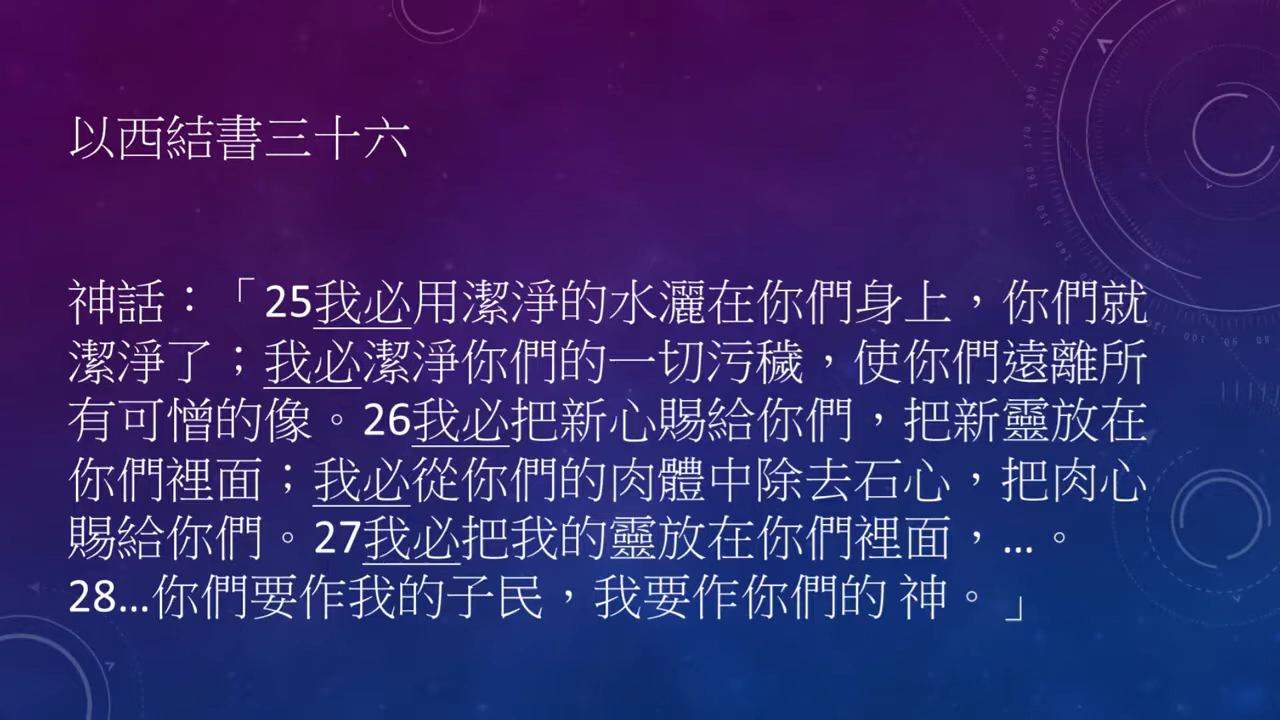 以西結書三十六
神話：「25我必用潔淨的水灑在你們身上，你們就
潔淨了；我必潔淨你們的一切污穢，使你們遠離所
有可憎的像。26我必把新心賜給你們，把新靈放在
你們裡面；我必從你們的肉體中除去石心，把肉心
賜給你們。27我必把我的靈放在你們裡面，…。
28…你們要作我的子民，我要作你們的 神。」